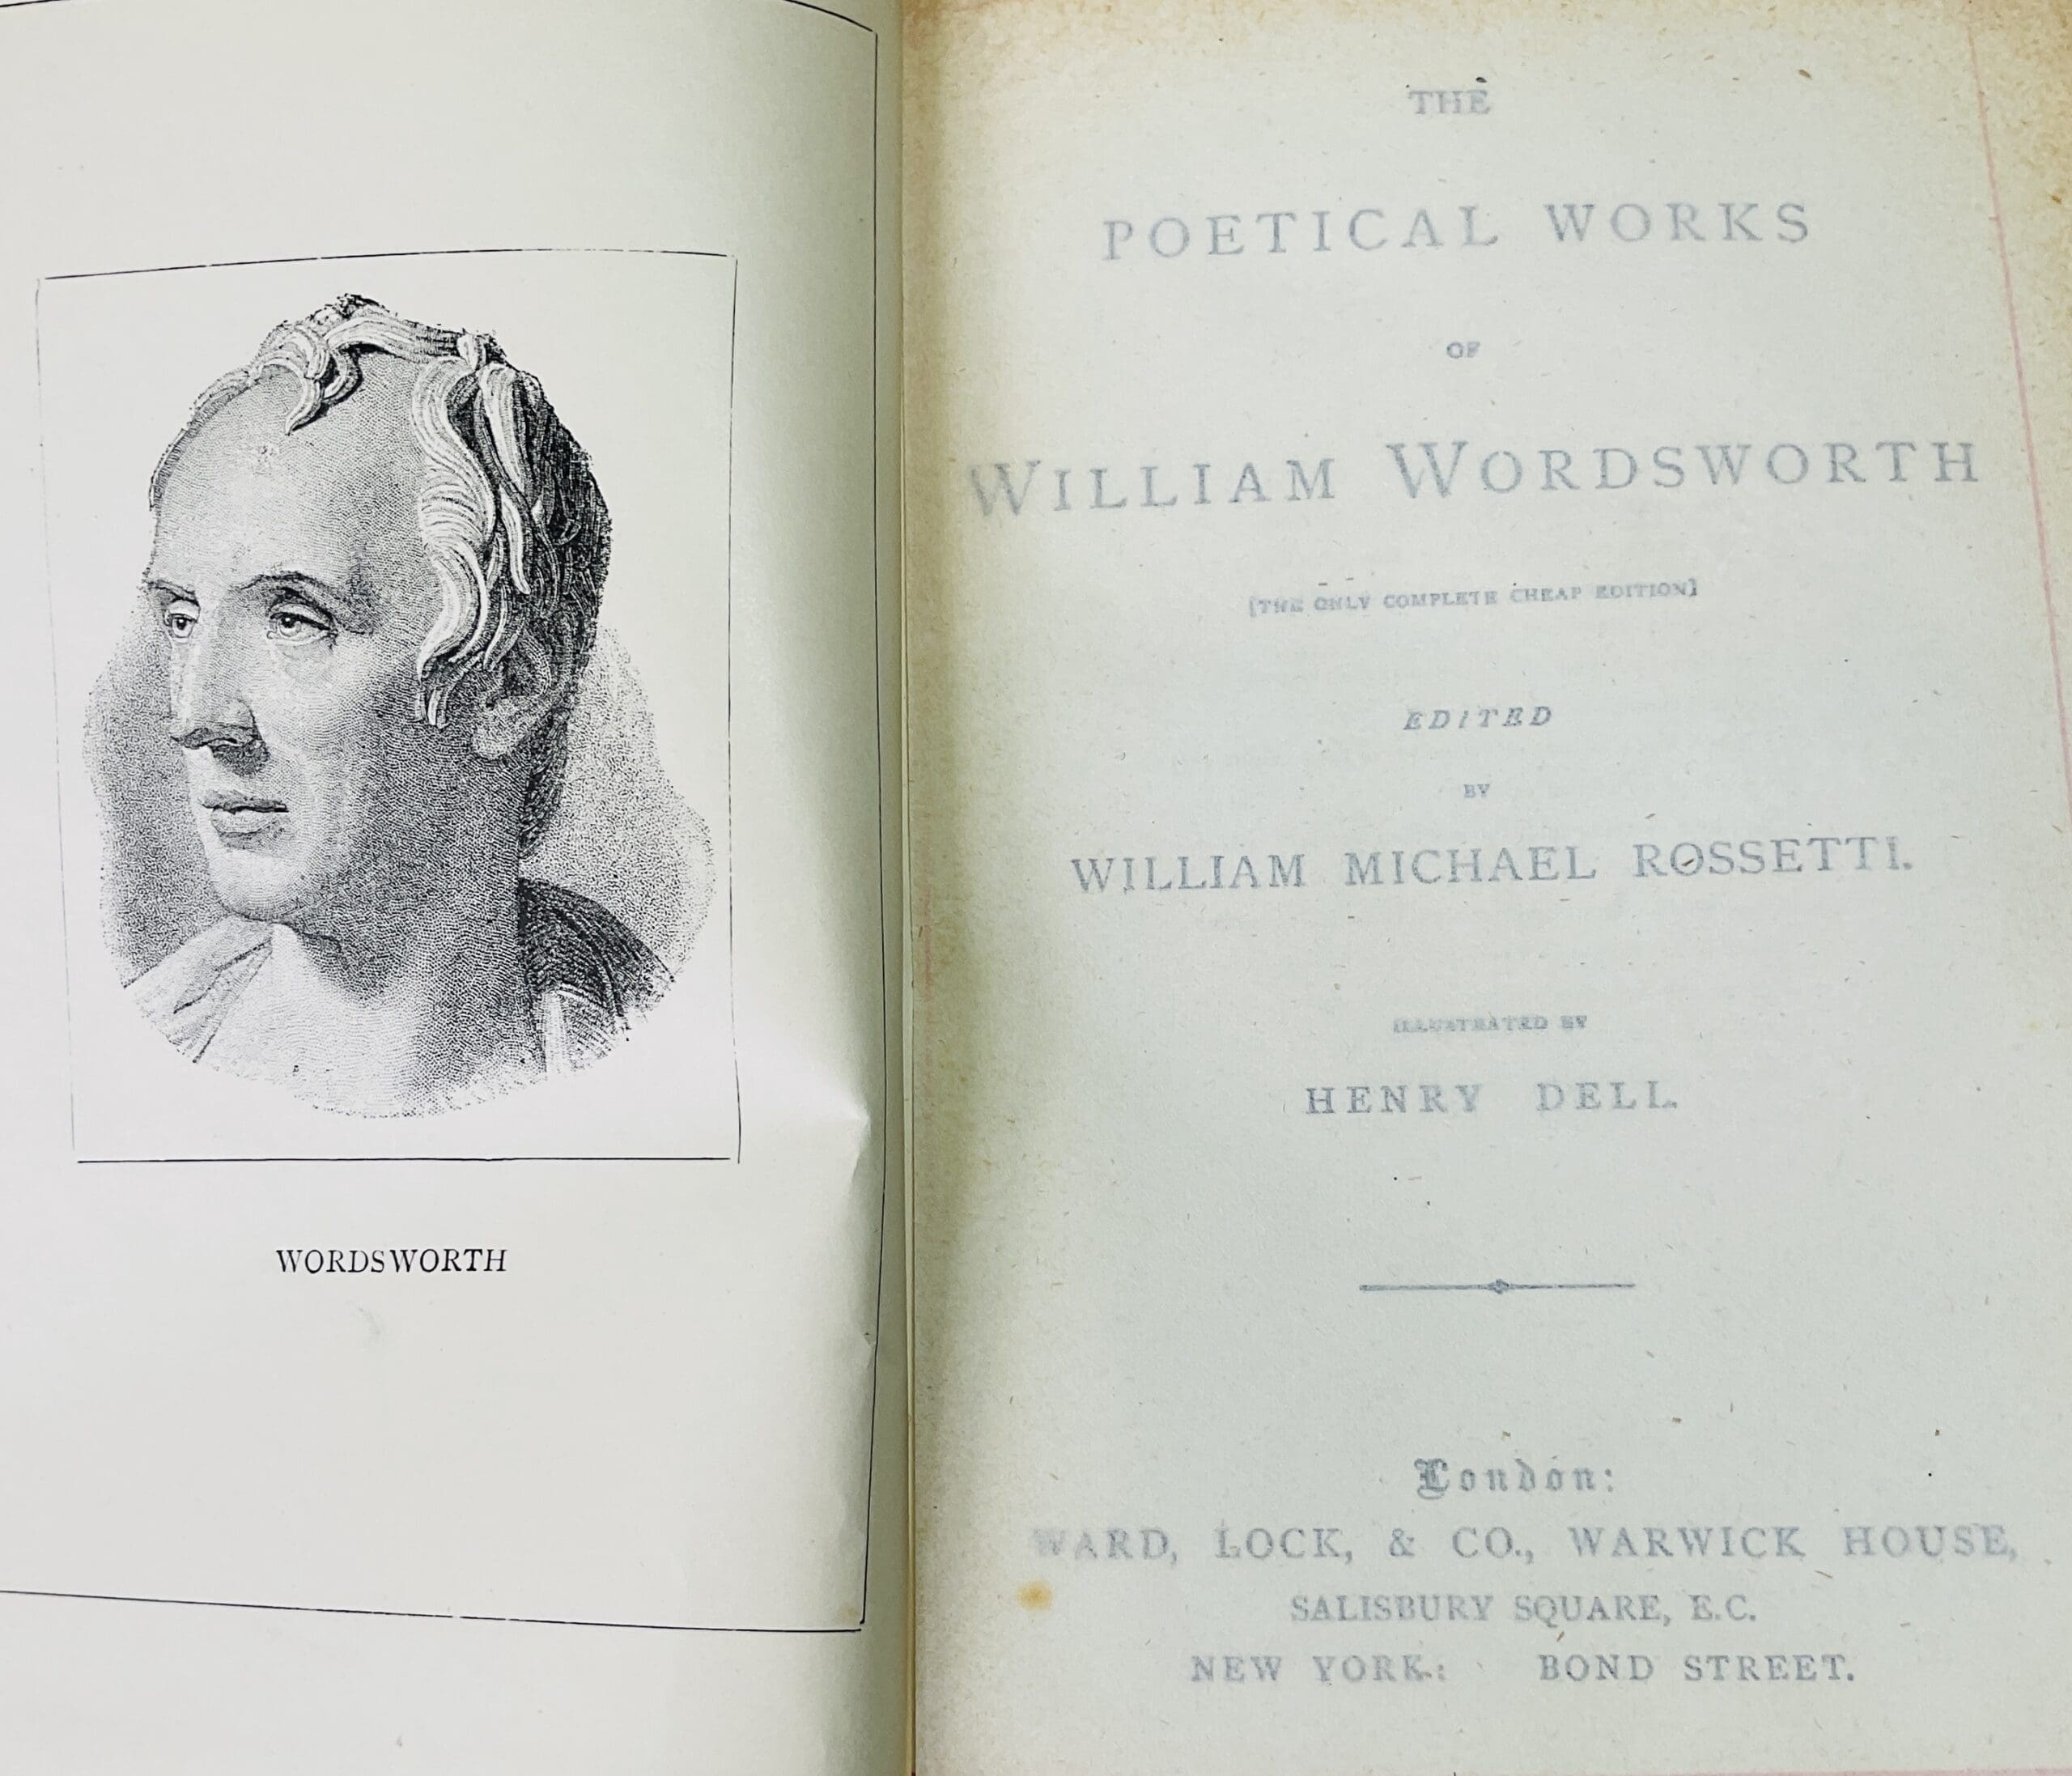 WORDSWORTH
THE
POETICAL WORKS
OF
WILLIAM WORDSWORTH
[THE ONLY COMPLETE CHEAP EDITION]
EDITED
BY
WILLIAM MICHAEL ROSSETTI.
ILLUSTRATED BY
HENRY DELL.
London:
WARD, LOCK, & CO., WARWICK HOUSE,
SALISBURY SQUARE, E.C.
NEW YORK: BOND STREET.